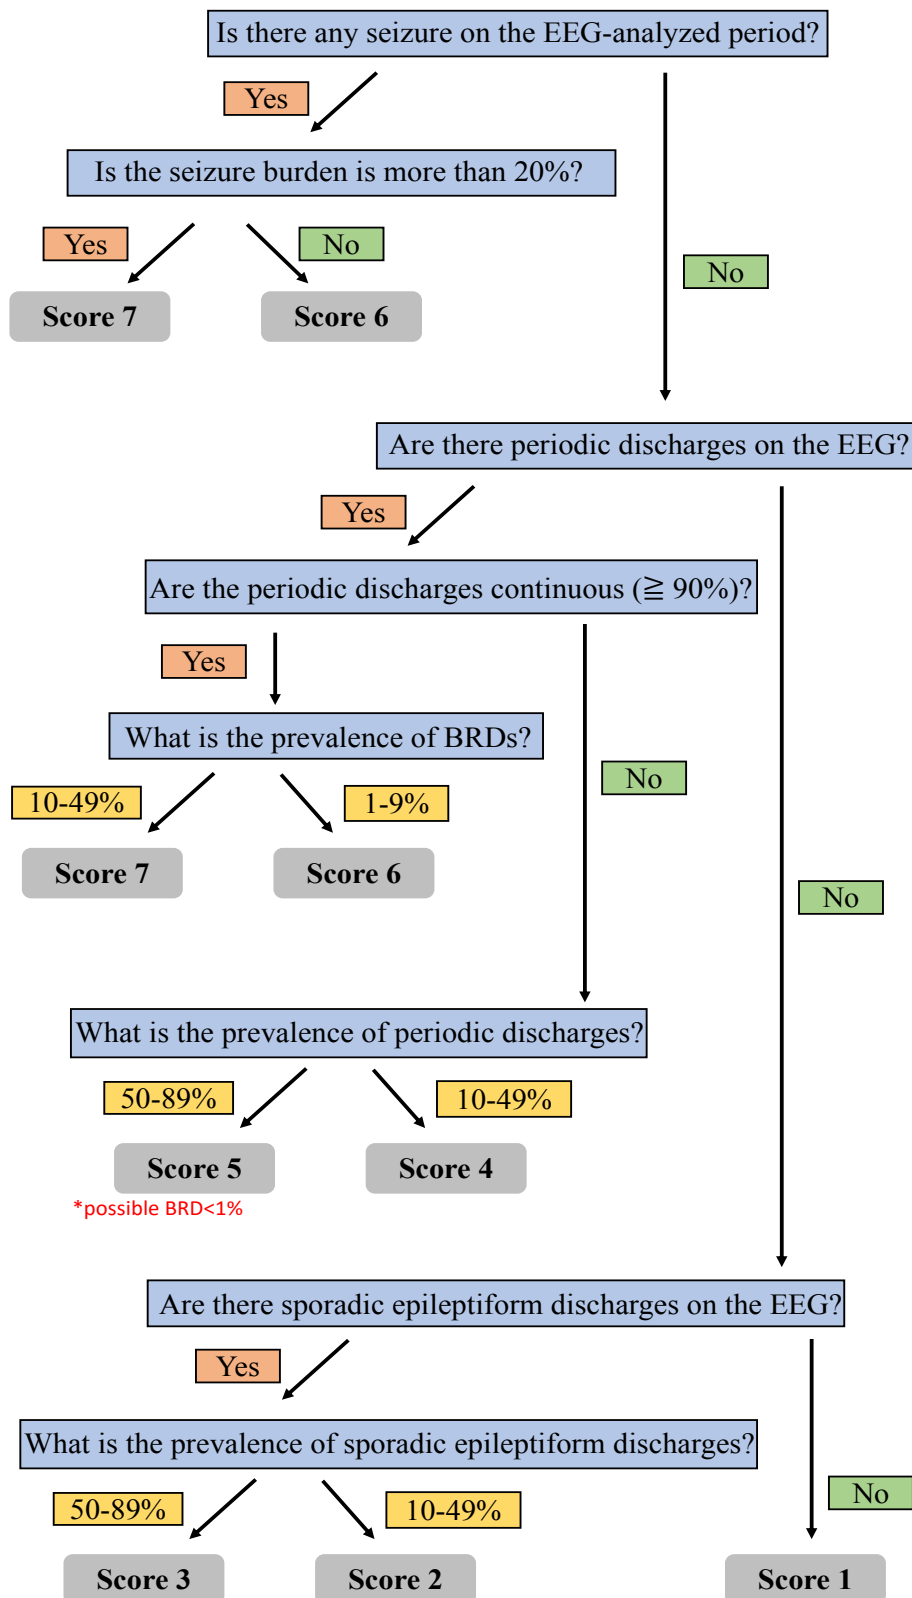 Is there any seizure on the EEG-analyzed period?
Yes
Is the seizure burden is more than 20%?
Yes
No
No
Score 7
Score 6
Are there periodic discharges on the EEG?
Yes
Are the periodic discharges continuous (≧ 90%)?
Yes
What is the prevalence of BRDs?
No
10-49%
1-9%
Score 7
Score 6
No
What is the prevalence of periodic discharges?
50-89%
10-49%
Score 5
Score 4
*possible BRD<1%
Are there sporadic epileptiform discharges on the EEG?
Yes
What is the prevalence of sporadic epileptiform discharges?
50-89%
10-49%
No
Score 3
Score 2
Score 1